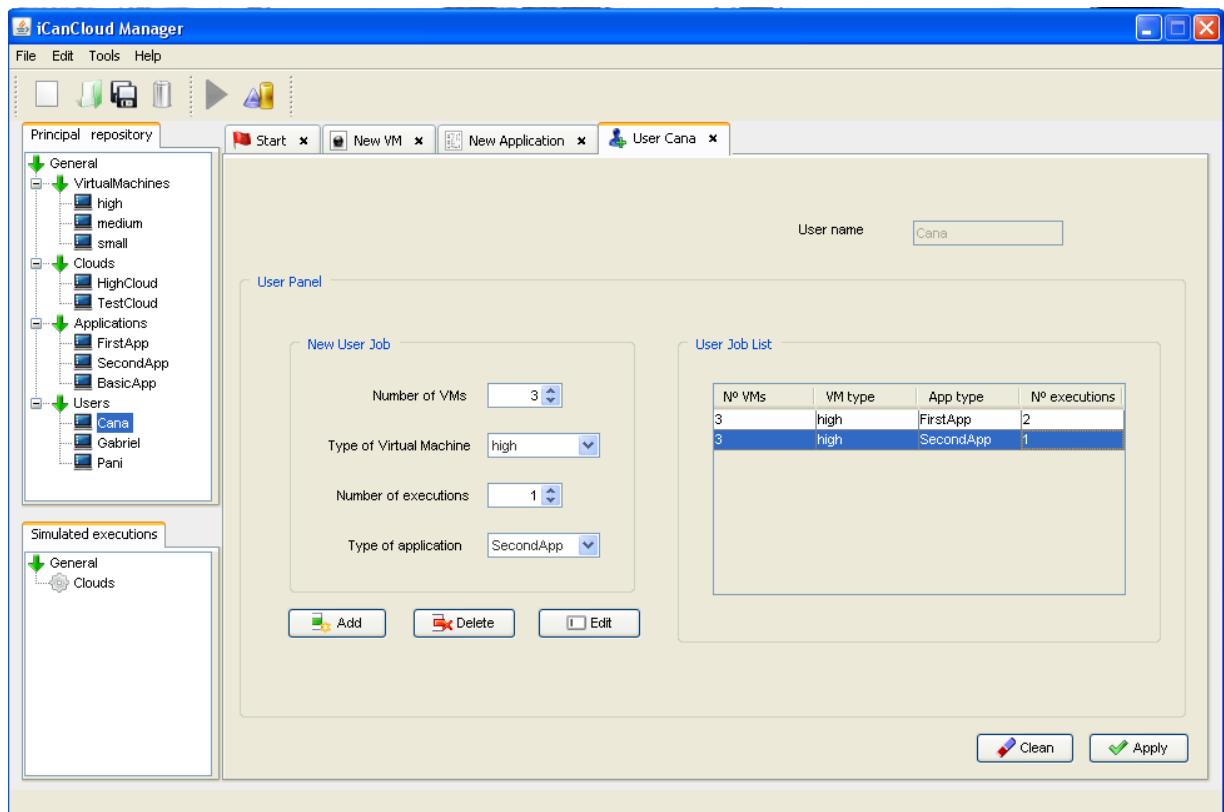 iCanCloud Manager
File Edit Tools Help
Principal repository
General
VirtualMachines
high
medium
small
Clouds
HighCloud
TestCloud
Applications
FirstApp
SecondApp
BasicApp
Users
Cana
Gabriel
Pani
Simulated executions
General
Clouds
Start New VM New Application User Cana
User name Cana
User Panel
New User Job
Number of VMs 3
Type of Virtual Machine high
Number of executions 1
Type of application SecondApp
Add Delete Edit
User Job List
Nº VMs VM type App type Nº executions
3 high FirstApp 2
3 high SecondApp 1
Clean Apply